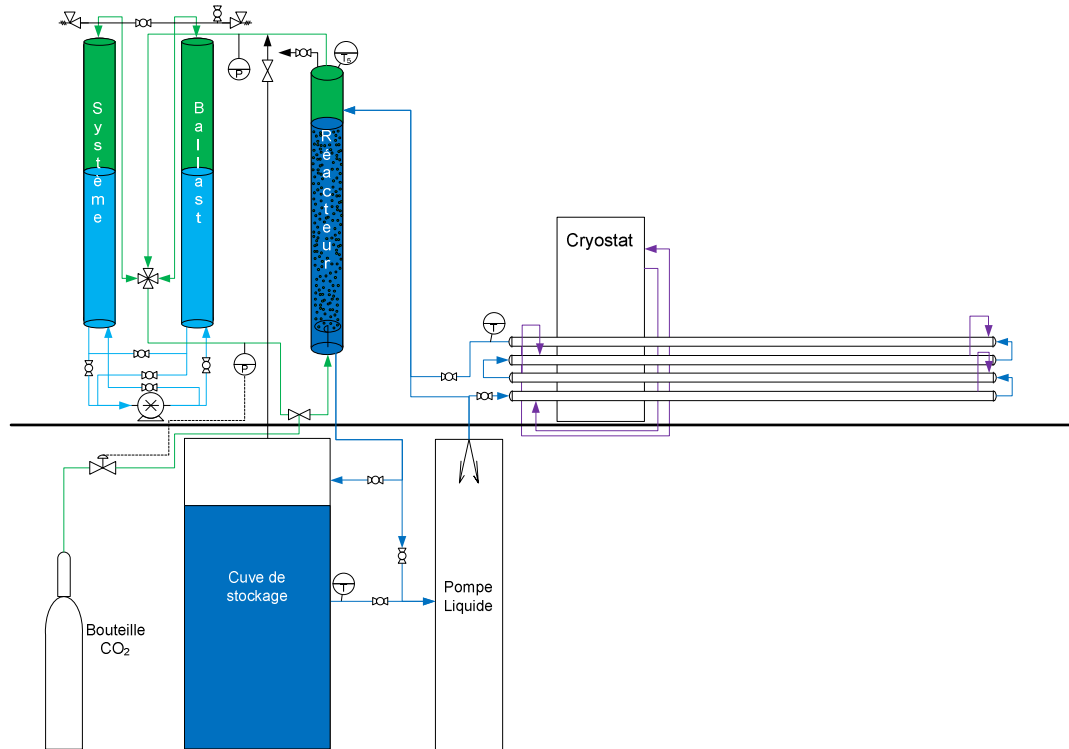 Système
Ballast
Réacteur
P
Ts
Cryostat
T
P
Cuve de
stockage
T
Pompe
Liquide
Bouteille
CO₂